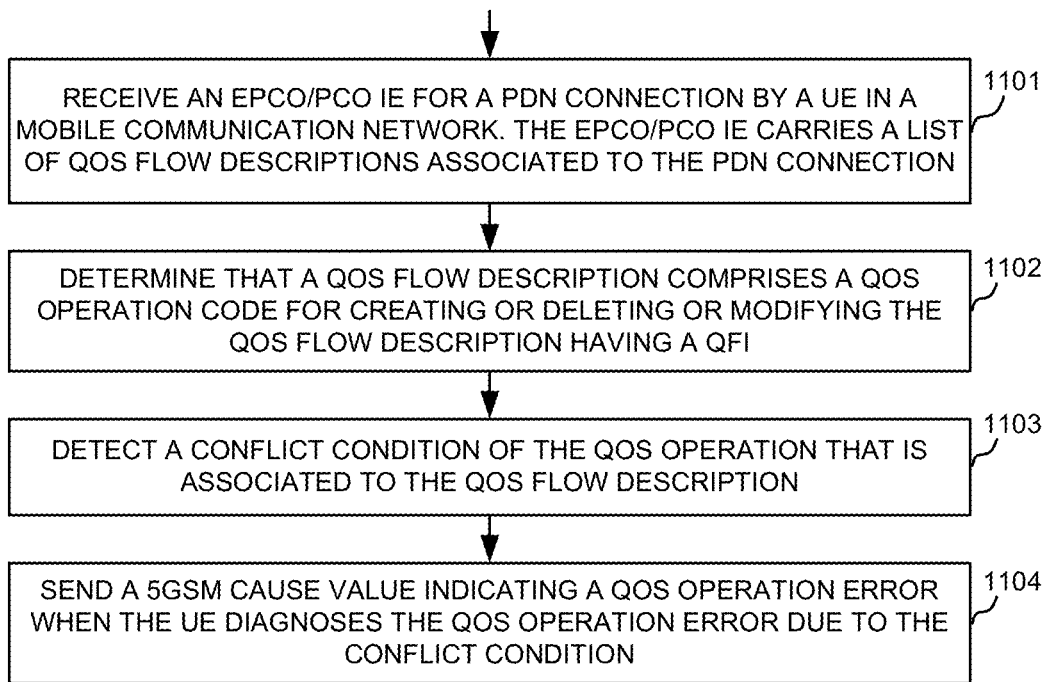 RECEIVE AN EPCO/PCO IE FOR A PDN CONNECTION BY A UE IN A
MOBILE COMMUNICATION NETWORK. THE EPCO/PCO IE CARRIES A LIST
OF QOS FLOW DESCRIPTIONS ASSOCIATED TO THE PDN CONNECTION
1101
DETERMINE THAT A QOS FLOW DESCRIPTION COMPRISES A QOS
OPERATION CODE FOR CREATING OR DELETING OR MODIFYING THE
QOS FLOW DESCRIPTION HAVING A QFI
1102
DETECT A CONFLICT CONDITION OF THE QOS OPERATION THAT IS
ASSOCIATED TO THE QOS FLOW DESCRIPTION
1103
SEND A 5GSM CAUSE VALUE INDICATING A QOS OPERATION ERROR
WHEN THE UE DIAGNOSES THE QOS OPERATION ERROR DUE TO THE
CONFLICT CONDITION
1104